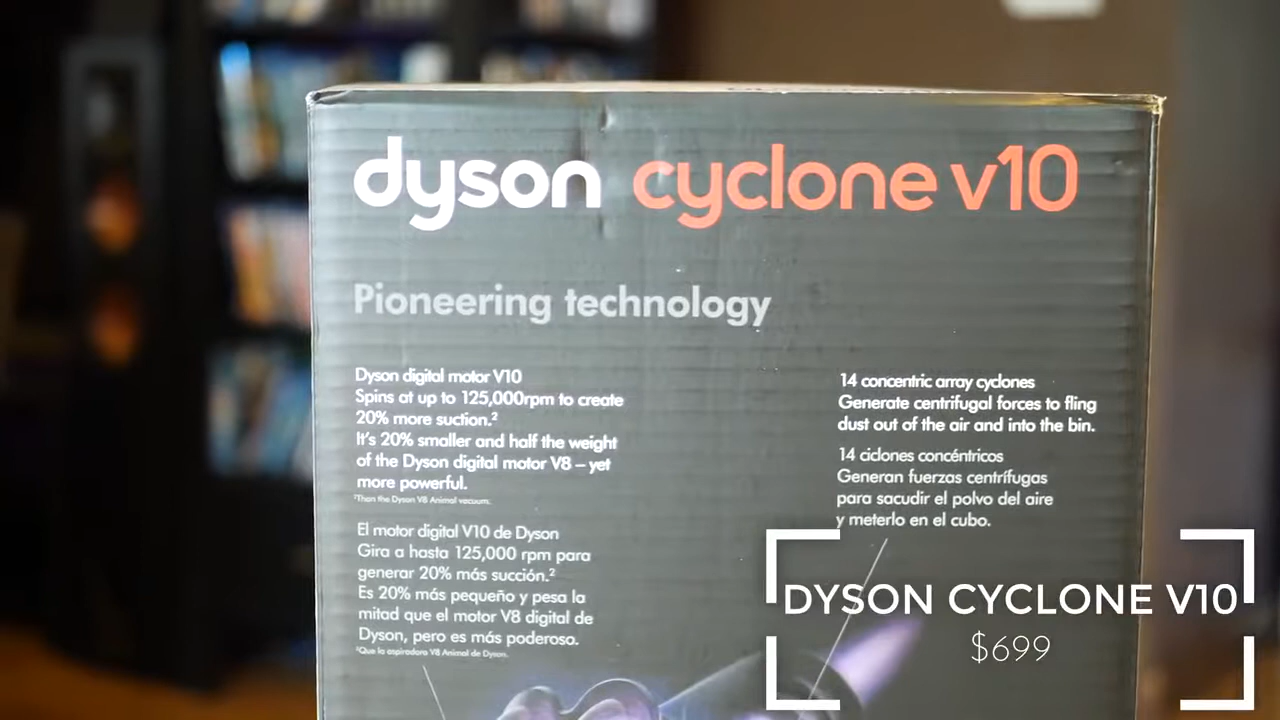 dyson cyclone v10
Pioneering technology
Dyson digital motor V10
Spins at up to 125,000rpm to create
20% more suction.²
It's 20% smaller and half the weight
of the Dyson digital motor V8 – yet
more powerful.
²Than the Dyson V8 Animal vacuum.
El motor digital V10 de Dyson
Gira a hasta 125,000 rpm para
generar 20% más succión.²
Es 20% más pequeño y pesa la
mitad que el motor V8 digital de
Dyson, pero es más poderoso.
²Que la aspiradora V8 Animal de Dyson.
14 concentric array cyclones
Generate centrifugal forces to fling
dust out of the air and into the bin.
14 ciclones concéntricos
Generan fuerzas centrífugas
para sacudir el polvo del aire
y meterlo en el cubo.
DYSON CYCLONE V10
$699